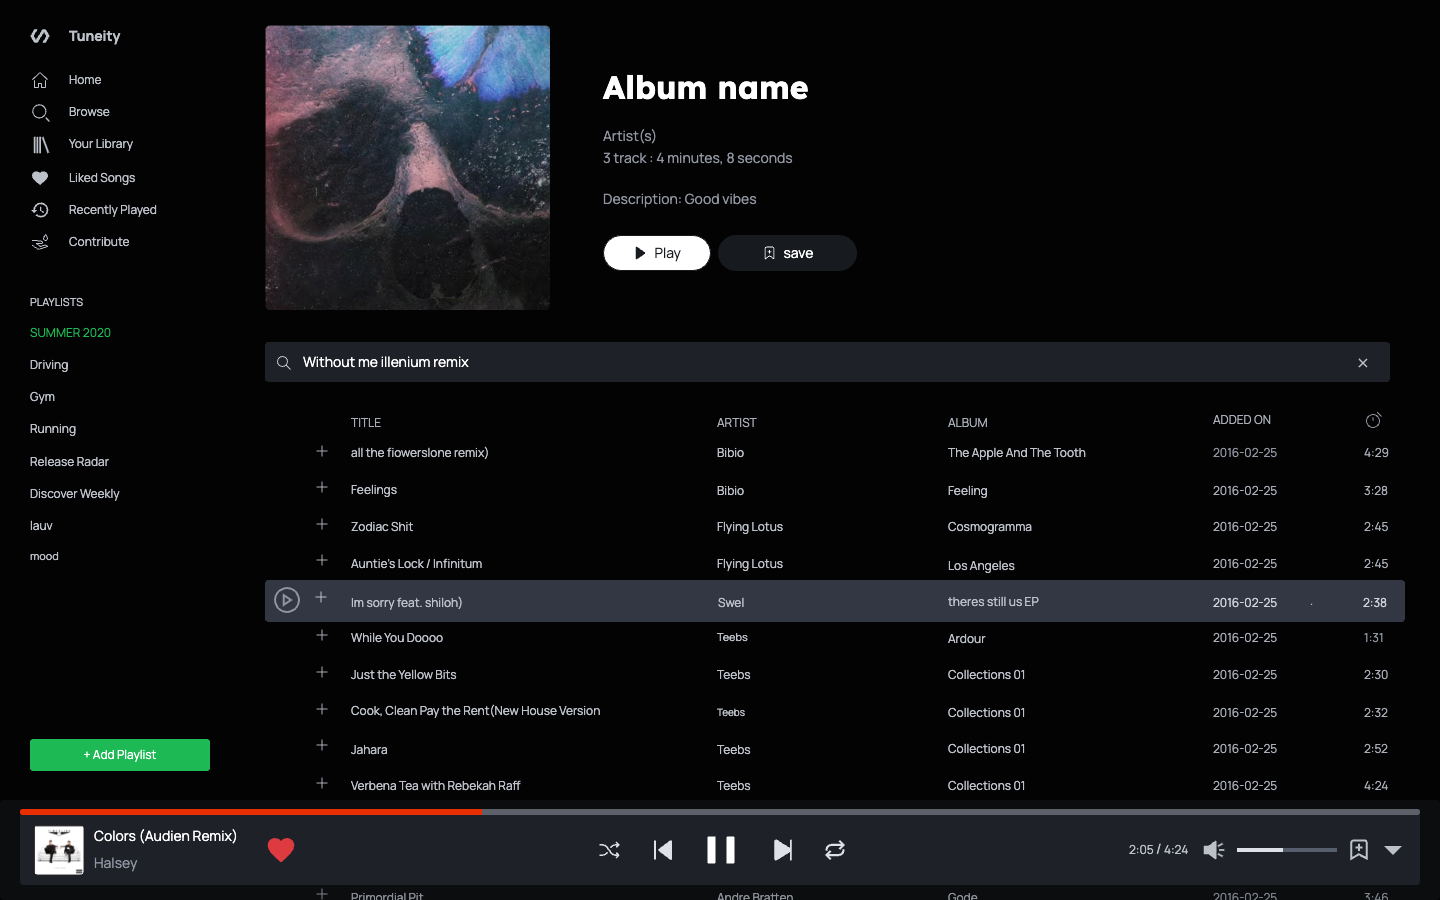 Tuneity
Home
Browse
Your Library
Liked Songs
Recently Played
Contribute
PLAYLISTS
SUMMER 2020
Driving
Gym
Running
Release Radar
Discover Weekly
lauv
mood
+ Add Playlist
Album name
Artist(s)
3 track : 4 minutes, 8 seconds
Description: Good vibes
Play save
Without me illenium remix
TITLE ARTIST ALBUM ADDED ON
all the fiowerslone remix) Bibio The Apple And The Tooth 2016-02-25 4:29
Feelings Bibio Feeling 2016-02-25 3:28
Zodiac Shit Flying Lotus Cosmogramma 2016-02-25 2:45
Auntie's Lock / Infinitum Flying Lotus Los Angeles 2016-02-25 2:45
Im sorry feat. shiloh) Swel theres still us EP 2016-02-25 . 2:38
While You Doooo Teebs Ardour 2016-02-25 1:31
Just the Yellow Bits Teebs Collections 01 2016-02-25 2:30
Cook, Clean Pay the Rent(New House Version Teebs Collections 01 2016-02-25 2:32
Jahara Teebs Collections 01 2016-02-25 2:52
Verbena Tea with Rebekah Raff Teebs Collections 01 2016-02-25 4:24
Colors (Audien Remix)
Halsey
2:05 / 4:24
Primordial Pit Andre Bratten Gode 2016-02-25 3:46